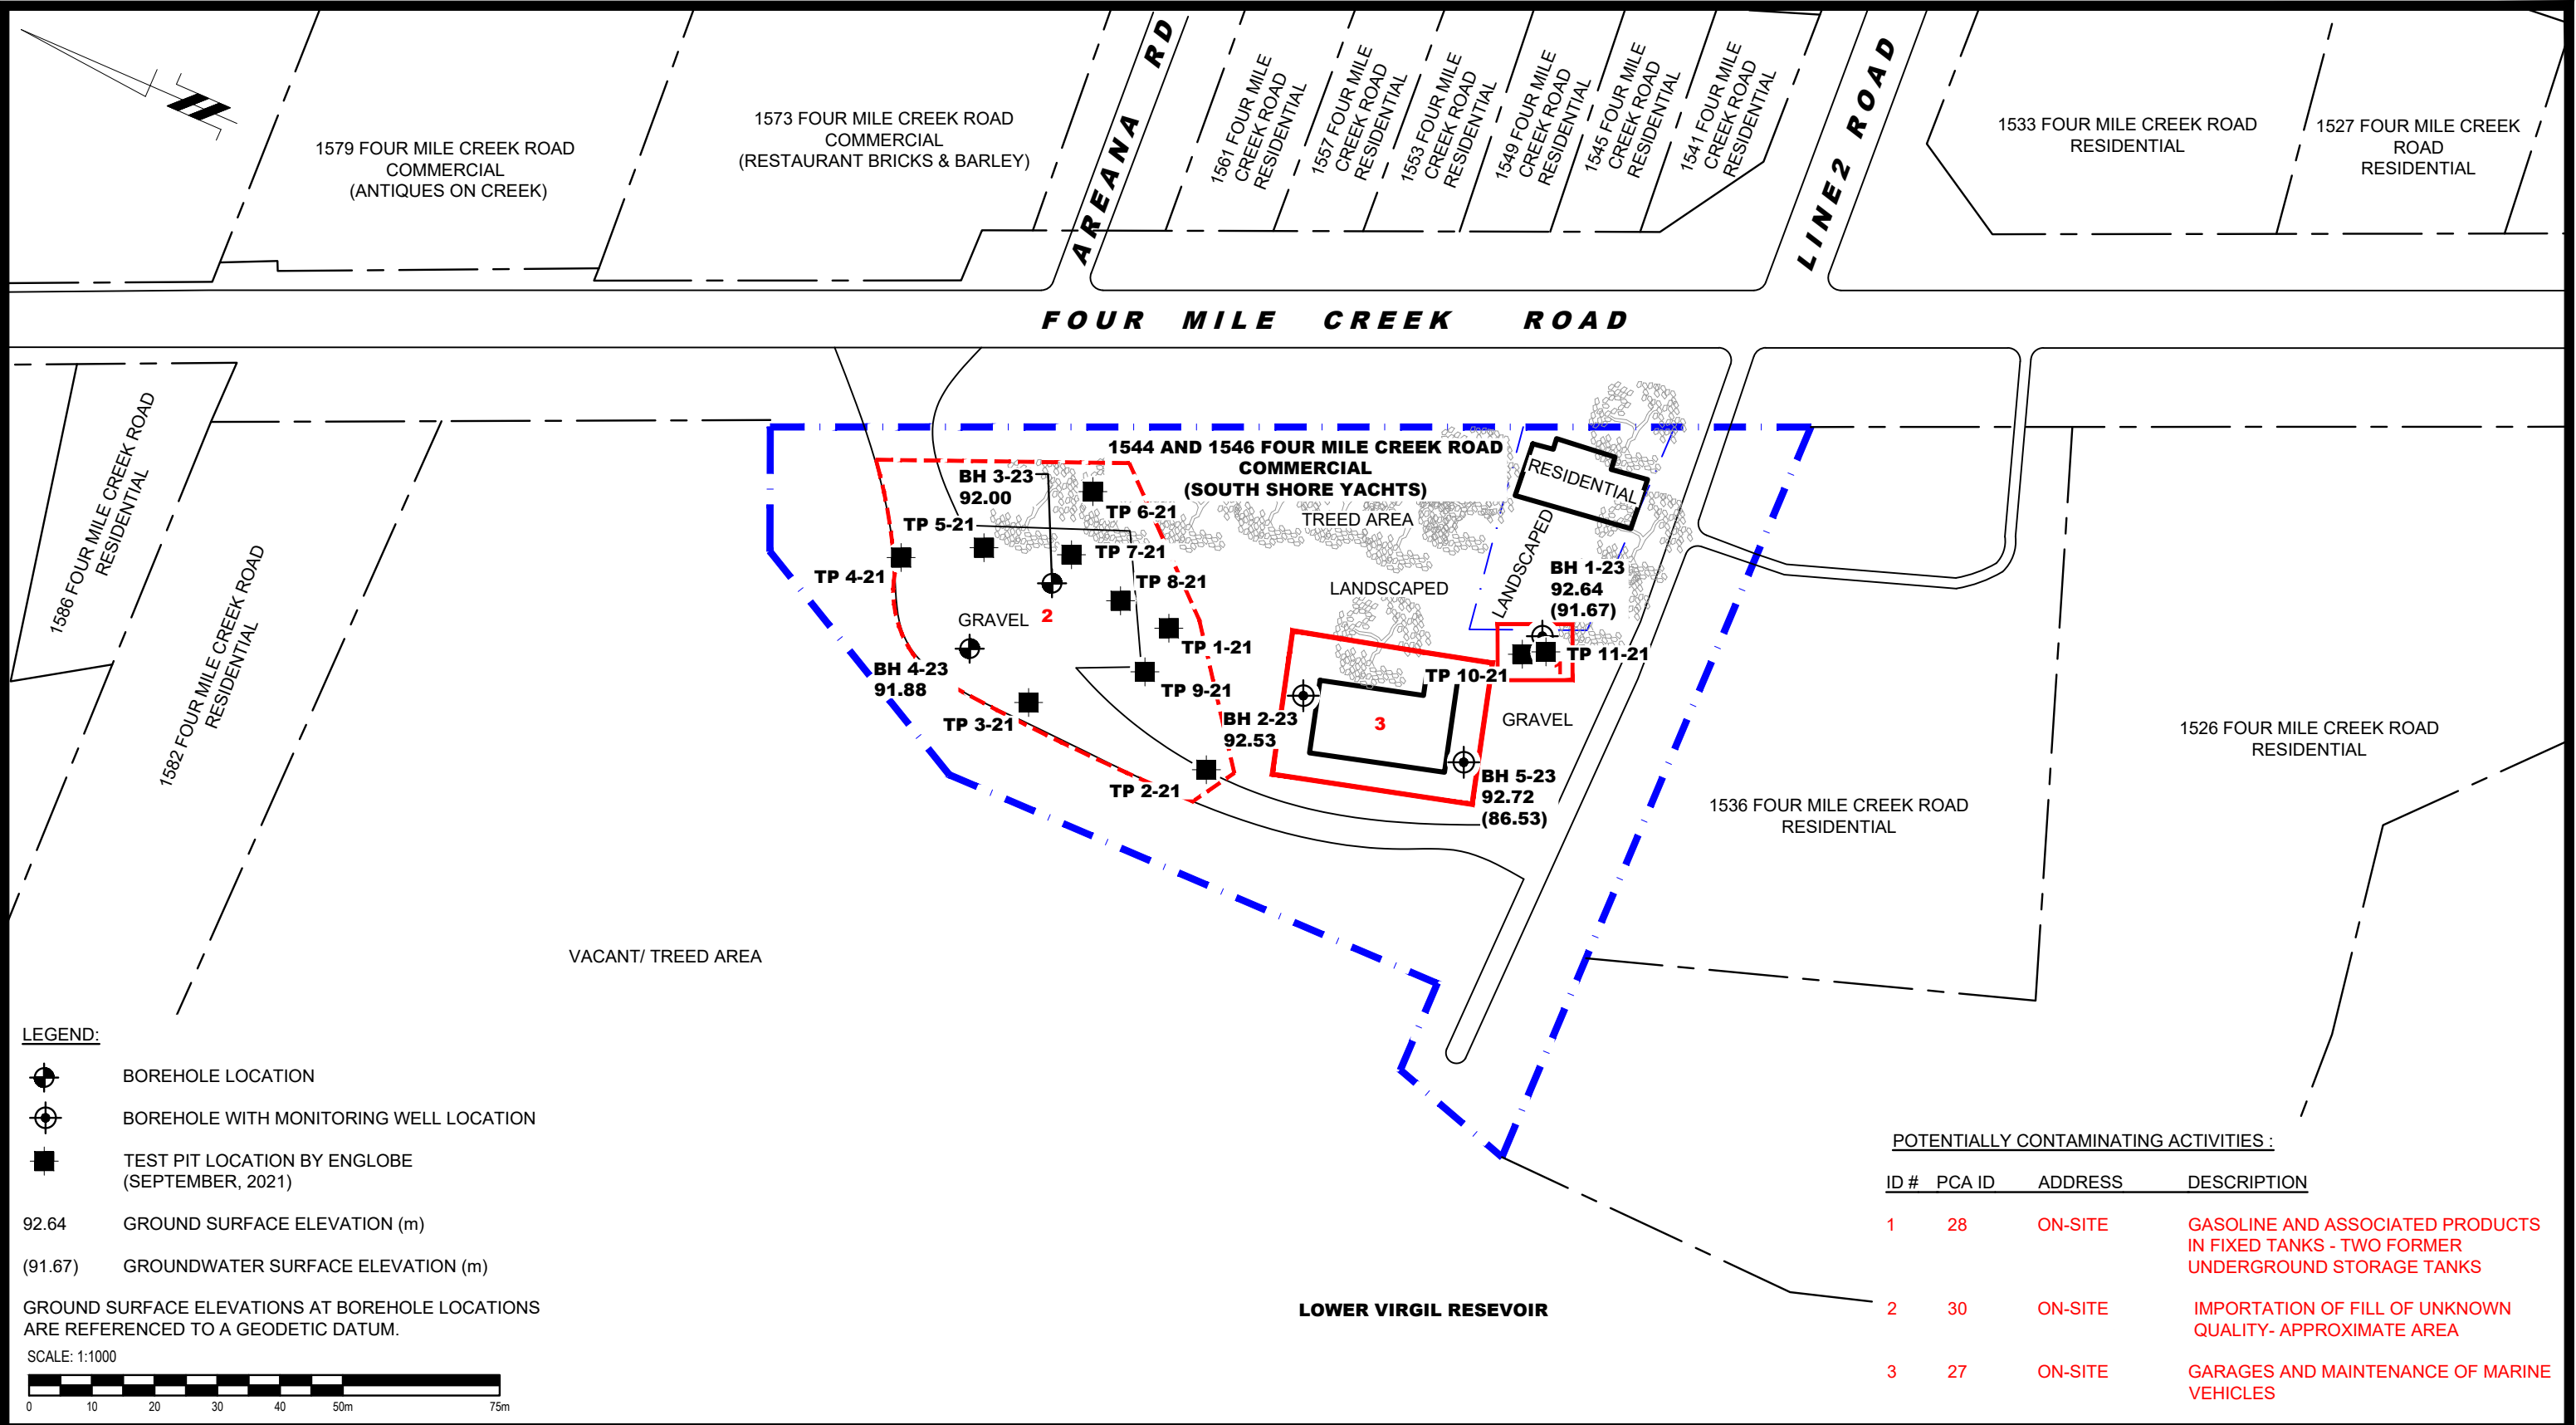 AREANA RD
LINE2 ROAD
1579 FOUR MILE CREEK ROAD
COMMERCIAL
(ANTIQUES ON CREEK)
1573 FOUR MILE CREEK ROAD
COMMERCIAL
(RESTAURANT BRICKS & BARLEY)
1561 FOUR MILE
CREEK ROAD
RESIDENTIAL
1557 FOUR MILE
CREEK ROAD
RESIDENTIAL
1553 FOUR MILE
CREEK ROAD
RESIDENTIAL
1549 FOUR MILE
CREEK ROAD
RESIDENTIAL
1545 FOUR MILE
CREEK ROAD
RESIDENTIAL
1541 FOUR MILE
CREEK ROAD
RESIDENTIAL
1533 FOUR MILE CREEK ROAD
RESIDENTIAL
1527 FOUR MILE CREEK
ROAD
RESIDENTIAL
FOUR MILE CREEK ROAD
1586 FOUR MILE CREEK ROAD
RESIDENTIAL
1582 FOUR MILE CREEK ROAD
RESIDENTIAL
1544 AND 1546 FOUR MILE CREEK ROAD
COMMERCIAL
(SOUTH SHORE YACHTS)
RESIDENTIAL
BH 3-23
92.00
TP 6-21
TP 5-21
TREED AREA
TP 7-21
TP 4-21
TP 8-21
LANDSCAPED
LANDSCAPED
BH 1-23
92.64
(91.67)
GRAVEL
2
TP 1-21
TP 11-21
1
BH 4-23
91.88
TP 9-21
TP 10-21
TP 3-21
BH 2-23
92.53
3
GRAVEL
TP 2-21
BH 5-23
92.72
(86.53)
1526 FOUR MILE CREEK ROAD
RESIDENTIAL
1536 FOUR MILE CREEK ROAD
RESIDENTIAL
VACANT/ TREED AREA
LOWER VIRGIL RESEVOIR
LEGEND:
BOREHOLE LOCATION
BOREHOLE WITH MONITORING WELL LOCATION
TEST PIT LOCATION BY ENGLOBE
(SEPTEMBER, 2021)
92.64 GROUND SURFACE ELEVATION (m)
(91.67) GROUNDWATER SURFACE ELEVATION (m)
GROUND SURFACE ELEVATIONS AT BOREHOLE LOCATIONS
ARE REFERENCED TO A GEODETIC DATUM.
SCALE: 1:1000
0 10 20 30 40 50m 75m
POTENTIALLY CONTAMINATING ACTIVITIES :
ID # PCA ID ADDRESS DESCRIPTION
1 28 ON-SITE GASOLINE AND ASSOCIATED PRODUCTS
IN FIXED TANKS - TWO FORMER
UNDERGROUND STORAGE TANKS
2 30 ON-SITE IMPORTATION OF FILL OF UNKNOWN
QUALITY- APPROXIMATE AREA
3 27 ON-SITE GARAGES AND MAINTENANCE OF MARINE
VEHICLES